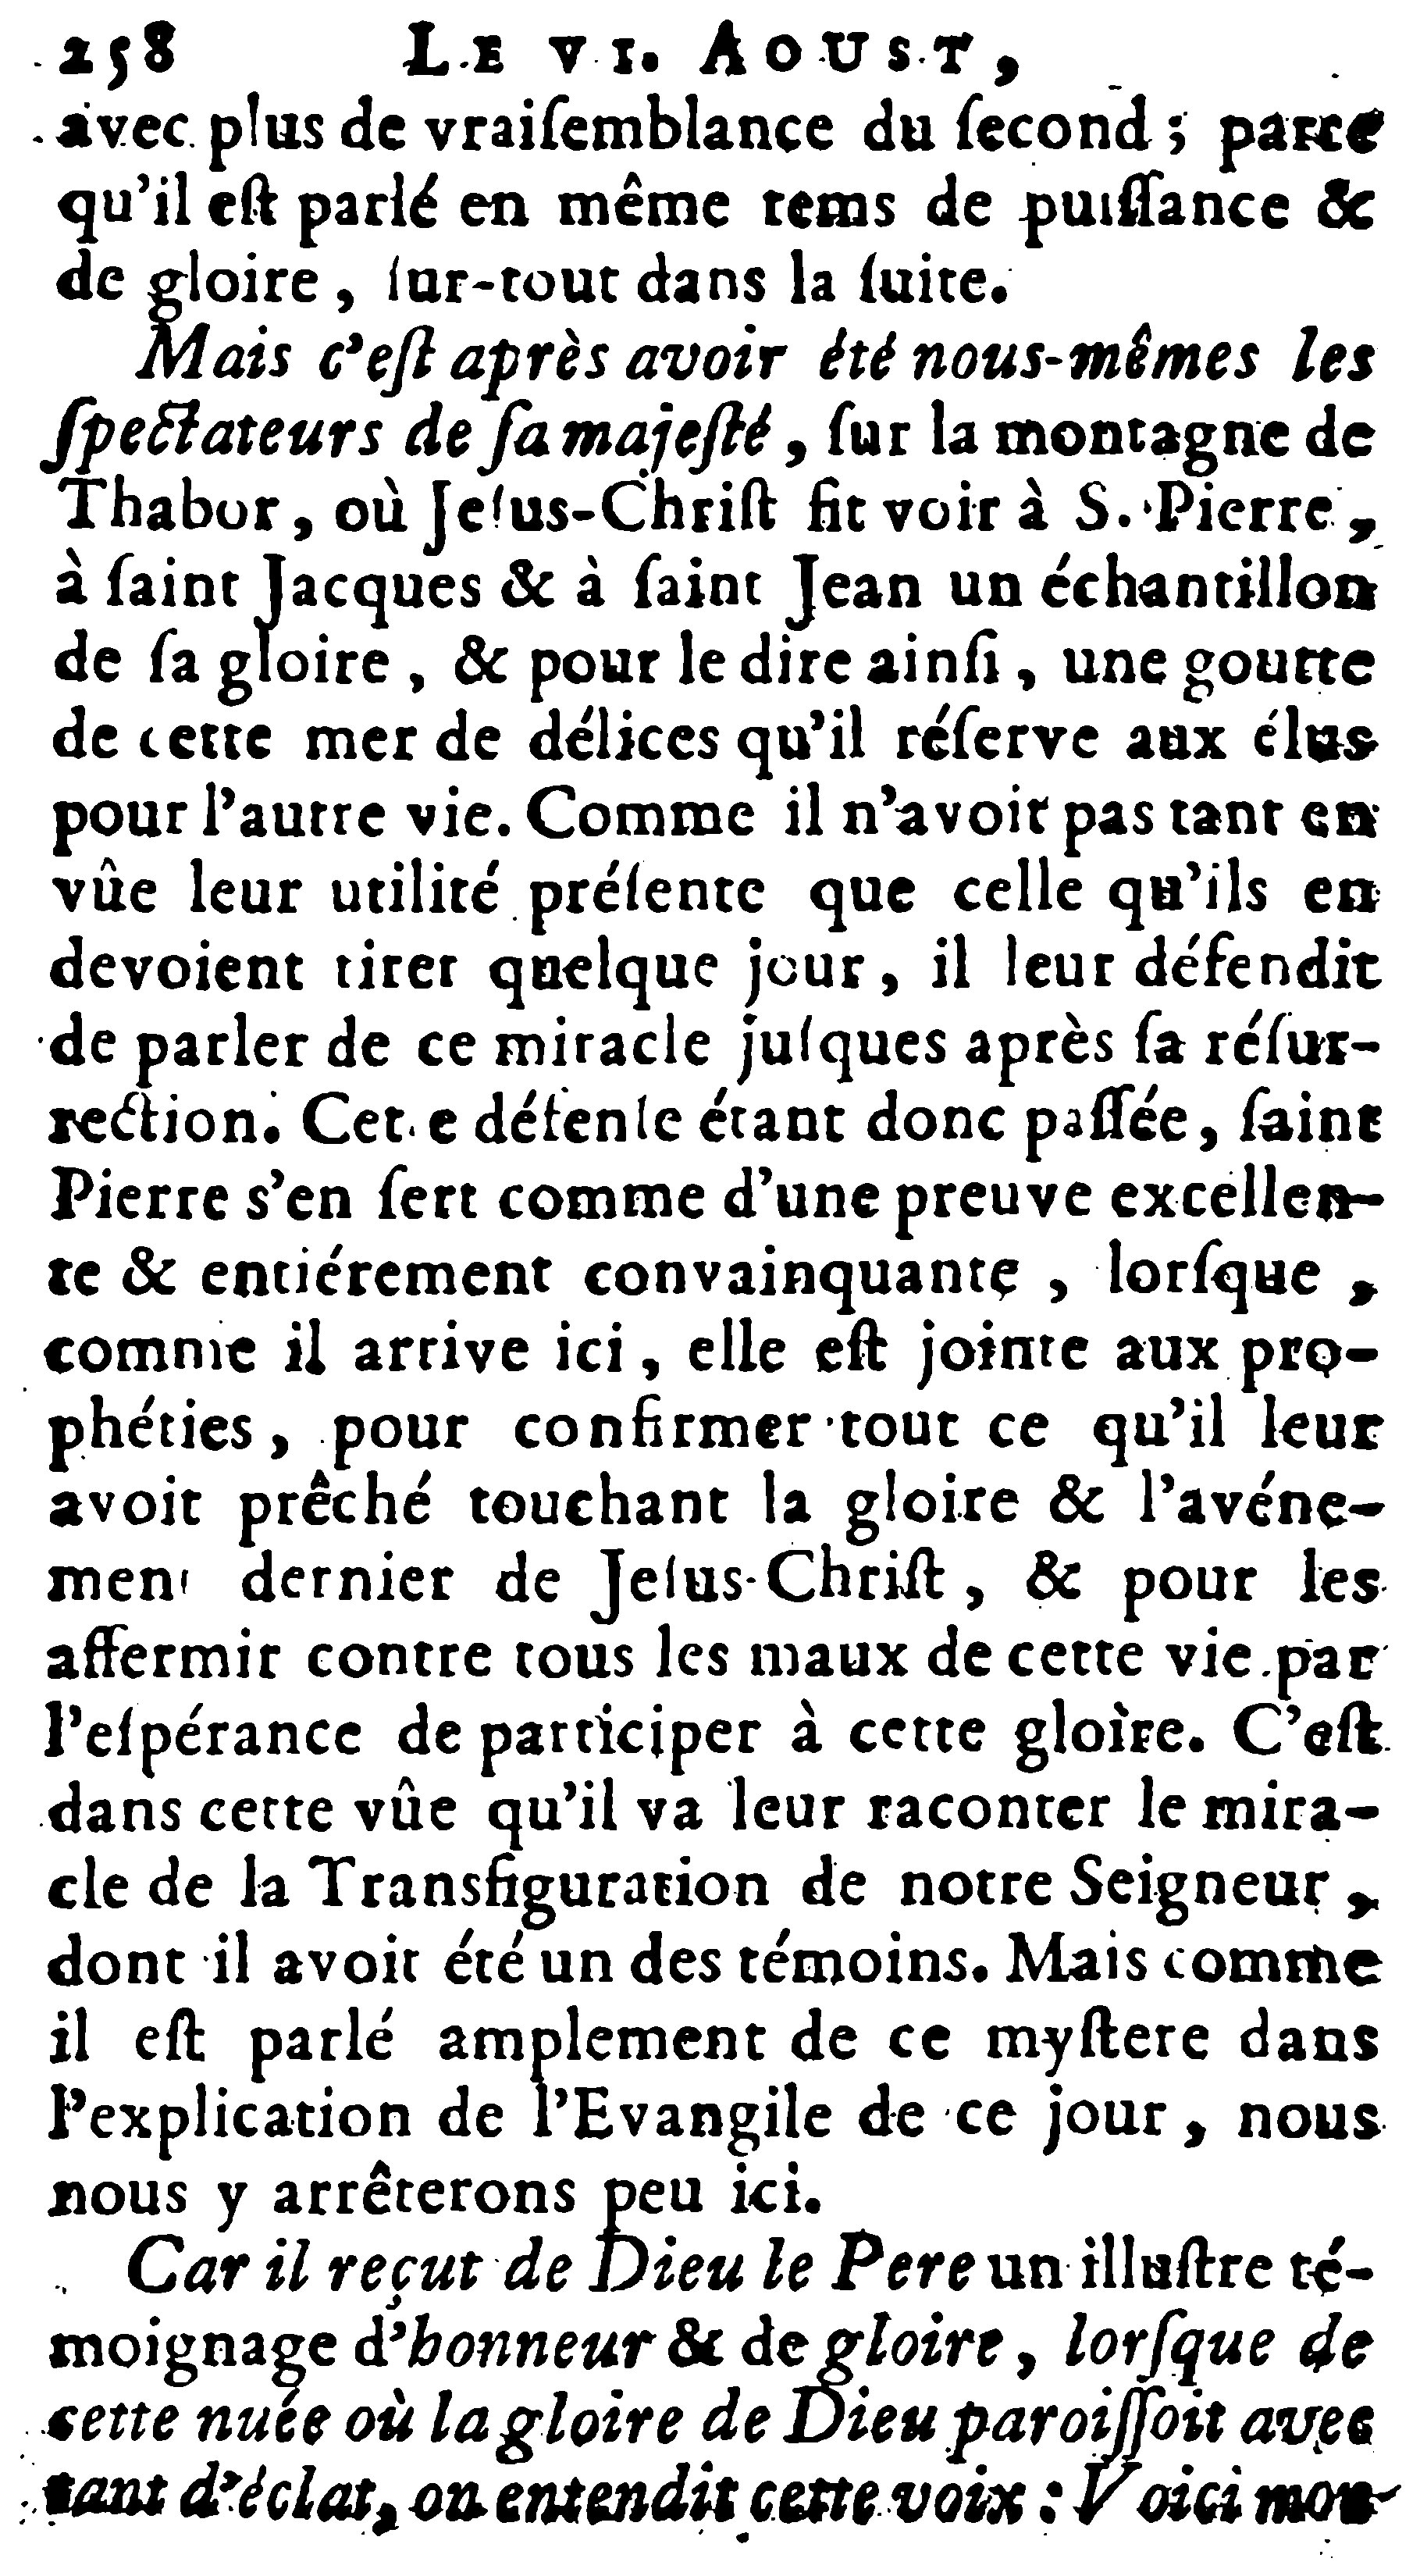 258 LE VI. AOUST,
avec plus de vraiſemblance du ſecond ; parce
qu'il eſt parlé en même tems de puiſſance &
de gloire, ſur-tout dans la ſuite.
Mais c'eſt après avoir été nous-mêmes les
ſpectateurs de ſa majeſté, ſur la montagne de
Thabor, où Jeſus-Chriſt fit voir à S. Pierre,
à ſaint Jacques & à ſaint Jean un échantillon
de ſa gloire, & pour le dire ainſi, une goutte
de cette mer de délices qu'il réſerve aux élus
pour l'autre vie. Comme il n'avoit pas tant en
vûe leur utilité préſente que celle qu'ils en
devoient tirer quelque jour, il leur défendit
de parler de ce miracle juſques après ſa réſur-
rection. Cette défenſe étant donc paſſée, ſaint
Pierre s'en ſert comme d'une preuve excellen-
te & entiérement convainquante, lorſque,
comme il arrive ici, elle eſt jointe aux pro-
phéties, pour confirmer tout ce qu'il leur
avoit prêché touchant la gloire & l'avéne-
ment dernier de Jeſus-Chriſt, & pour les
affermir contre tous les maux de cette vie par
l'eſpérance de participer à cette gloire. C'eſt
dans cette vûe qu'il va leur raconter le mira-
cle de la Transfiguration de notre Seigneur,
dont il avoit été un des témoins. Mais comme
il eſt parlé amplement de ce myſtere dans
l'explication de l'Evangile de ce jour, nous
nous y arrêterons peu ici.
Car il reçut de Dieu le Pere un illuſtre té-
moignage d'honneur & de gloire, lorſque de
cette nuée où la gloire de Dieu paroiſſoit avec
tant d'éclat, on entendit cette voix : Voici mon